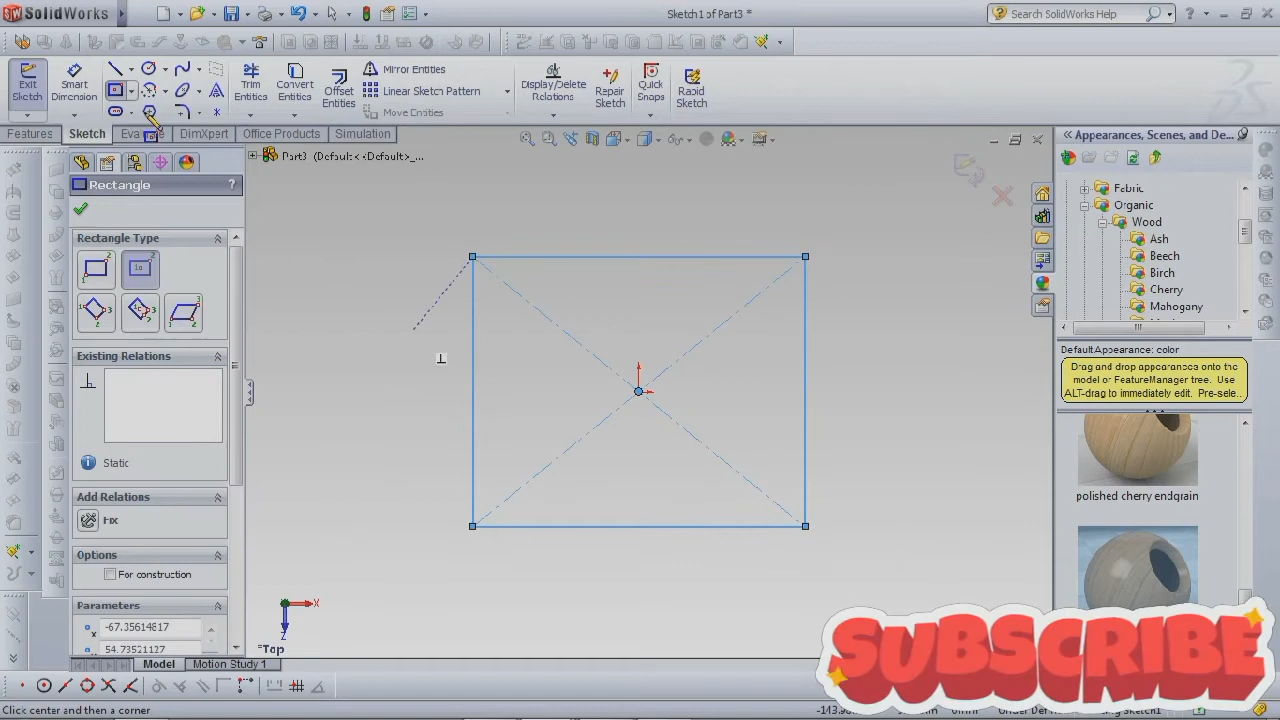 SolidWorks
Sketch1 of Part3 *
Search SolidWorks Help
Exit Sketch
Smart Dimension
Trim Entities
Convert Entities
Offset Entities
Mirror Entities
Linear Sketch Pattern
Move Entities
Display/Delete Relations
Repair Sketch
Quick Snaps
Rapid Sketch
Features
Sketch
DimXpert
Office Products
Simulation
Part3 (Default<<Default>_...
Appearances, Scenes, and De...
Rectangle
?
Rectangle Type
Existing Relations
Static
Add Relations
Fix
Options
For construction
Parameters
-67.35614817
54.73521127
Fabric
Organic
Wood
Ash
Beech
Birch
Cherry
Mahogany
DefaultAppearance: color
Drag and drop appearances onto the
model or FeatureManager tree. Use
ALT-drag to immediately edit. Pre-sele..
polished cherry endgrain
X
Z
*Top
Model
Motion Study 1
SUBSCRIBE
Click center and then a corner